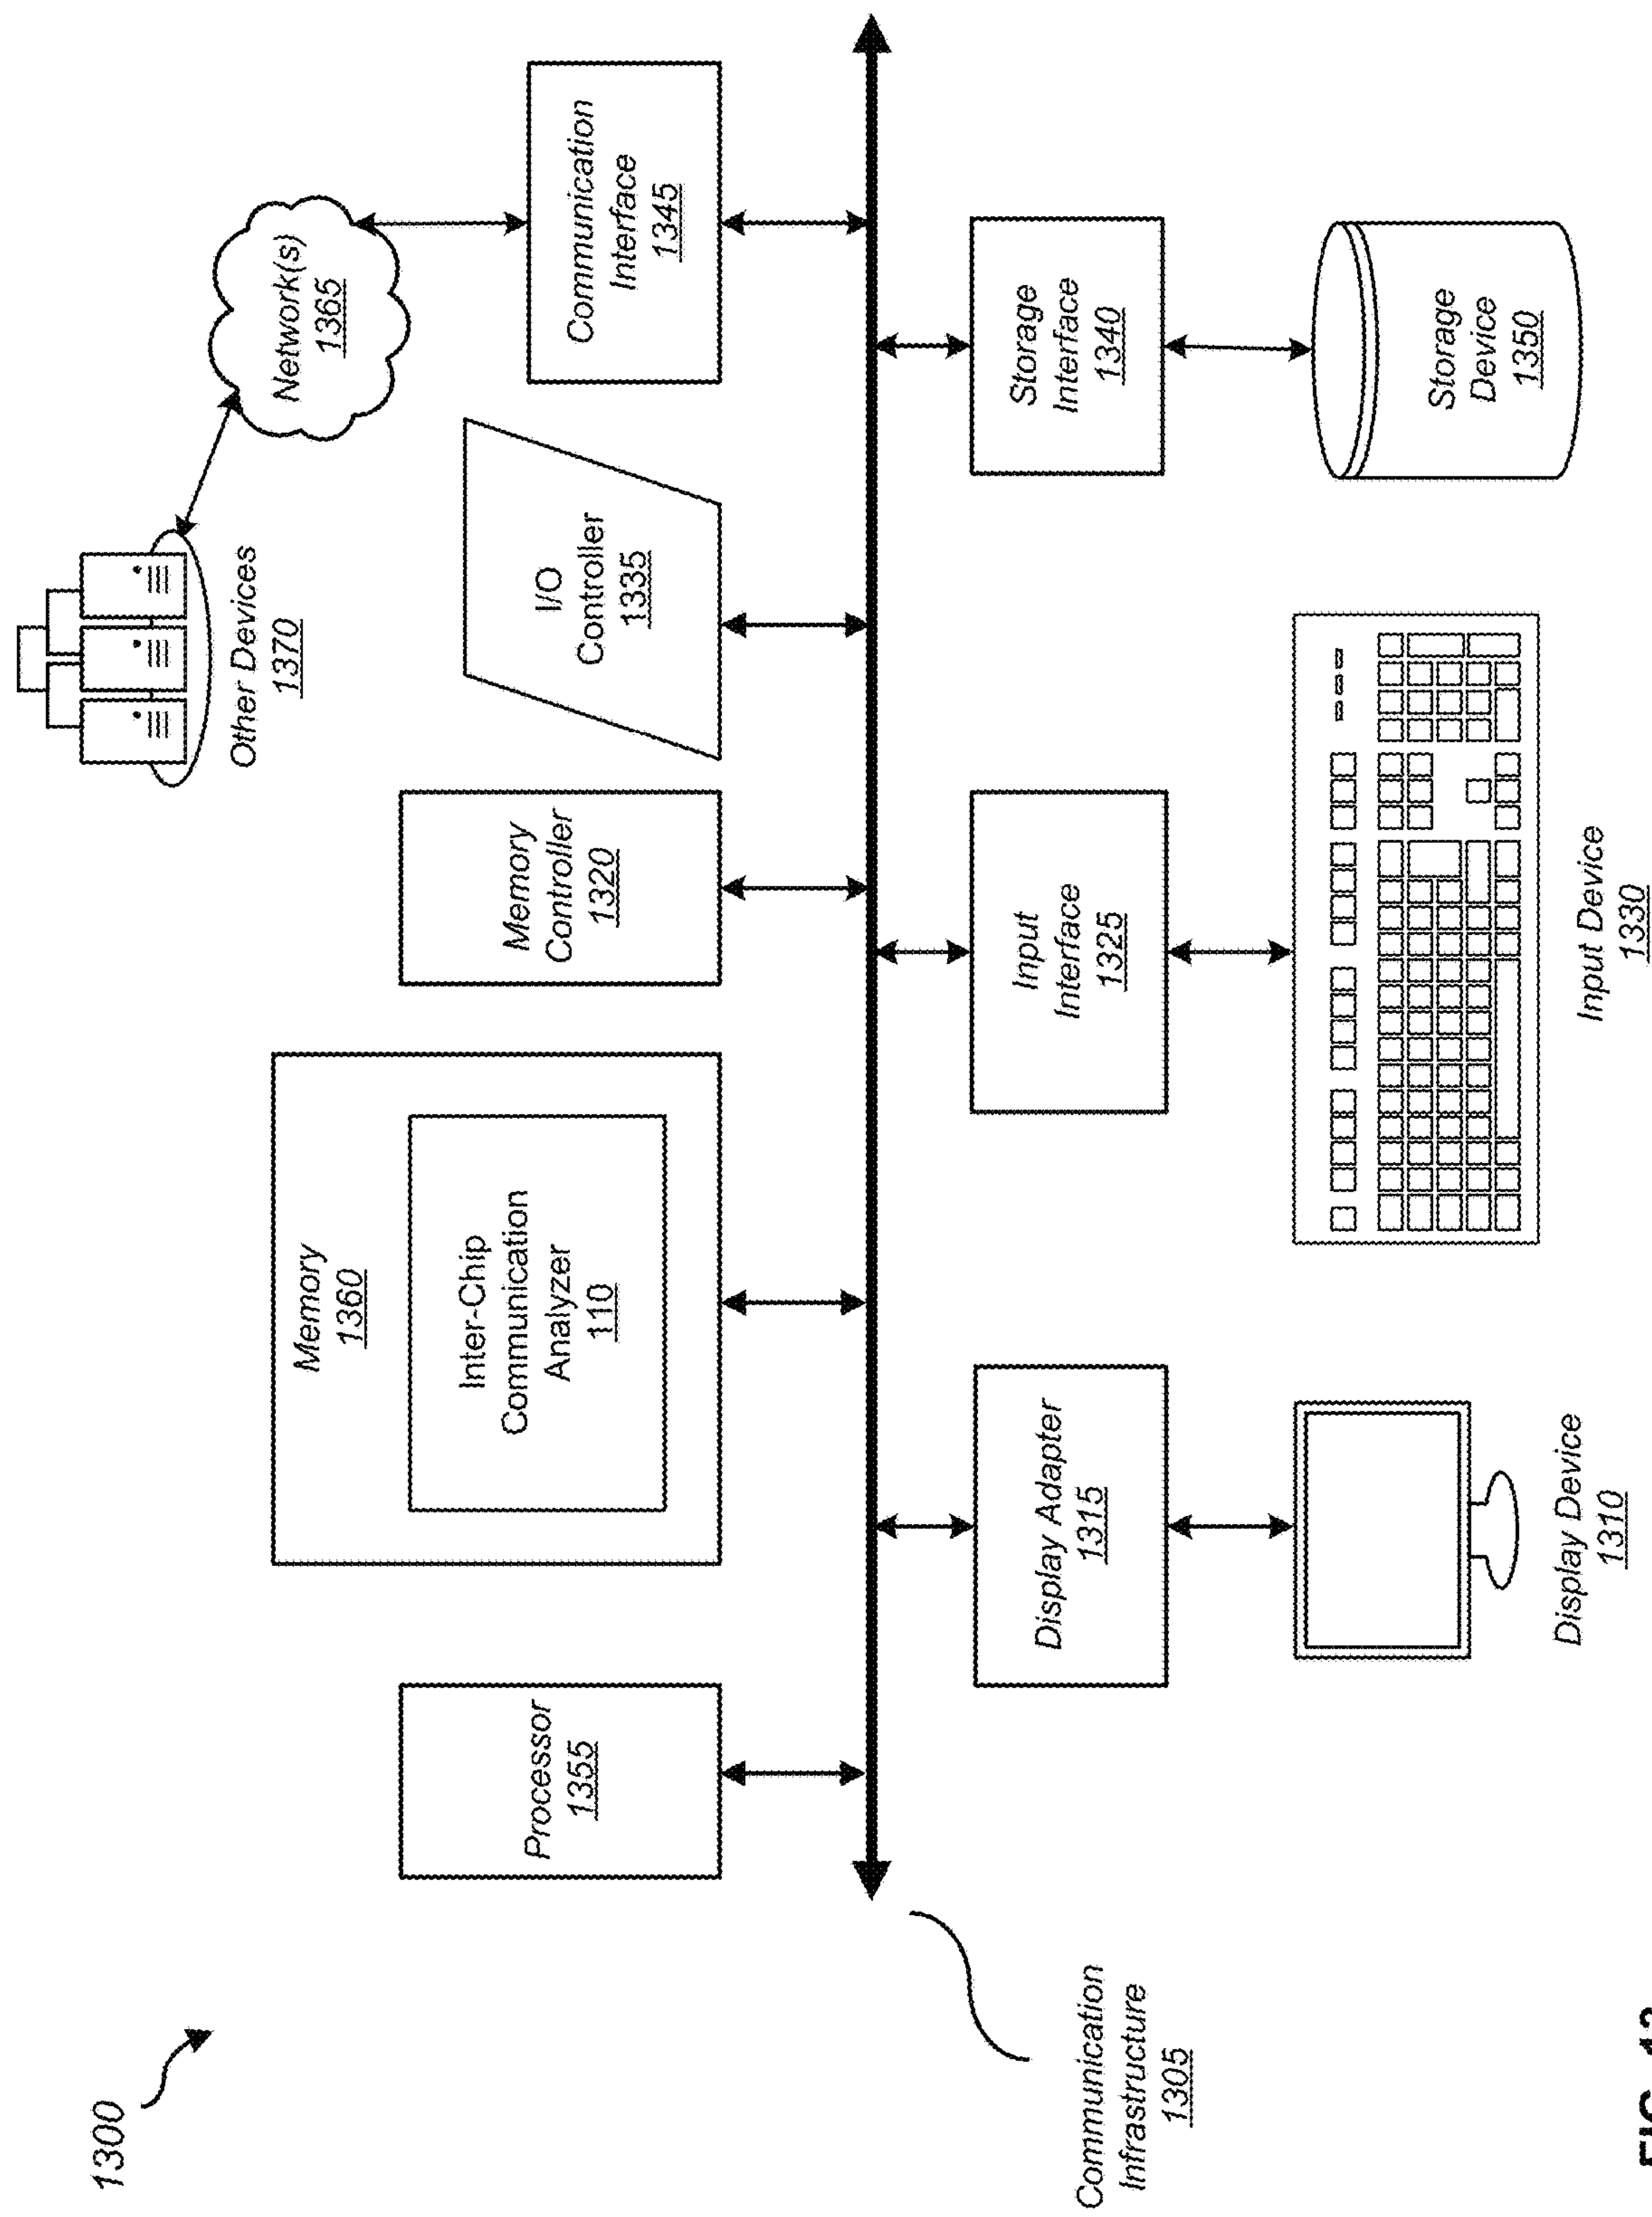 1300
Other Devices
1370
Network(s)
1365
Processor
1355
Memory
1360
Inter-Chip
Communication
Analyzer
110
Memory
Controller
1320
I/O
Controller
1335
Communication
Interface
1345
Communication
Infrastructure
1305
Display Adapter
1315
Input
Interface
1325
Storage
Interface
1340
Display Device
1310
Input Device
1330
Storage
Device
1350
FIG. 13